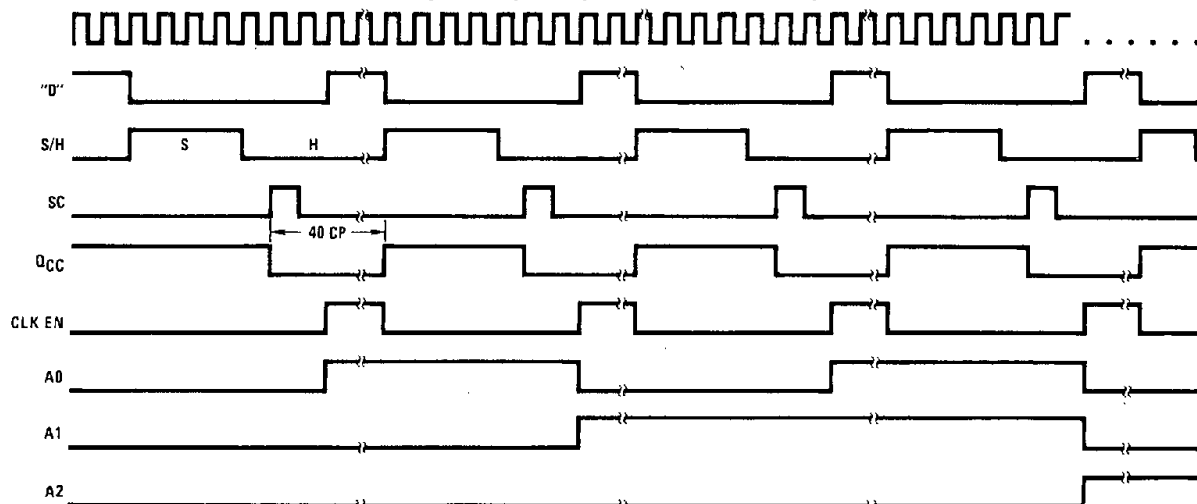 "D"
S/H S H
SC
40 CP
QCC
CLK EN
A0
A1
A2